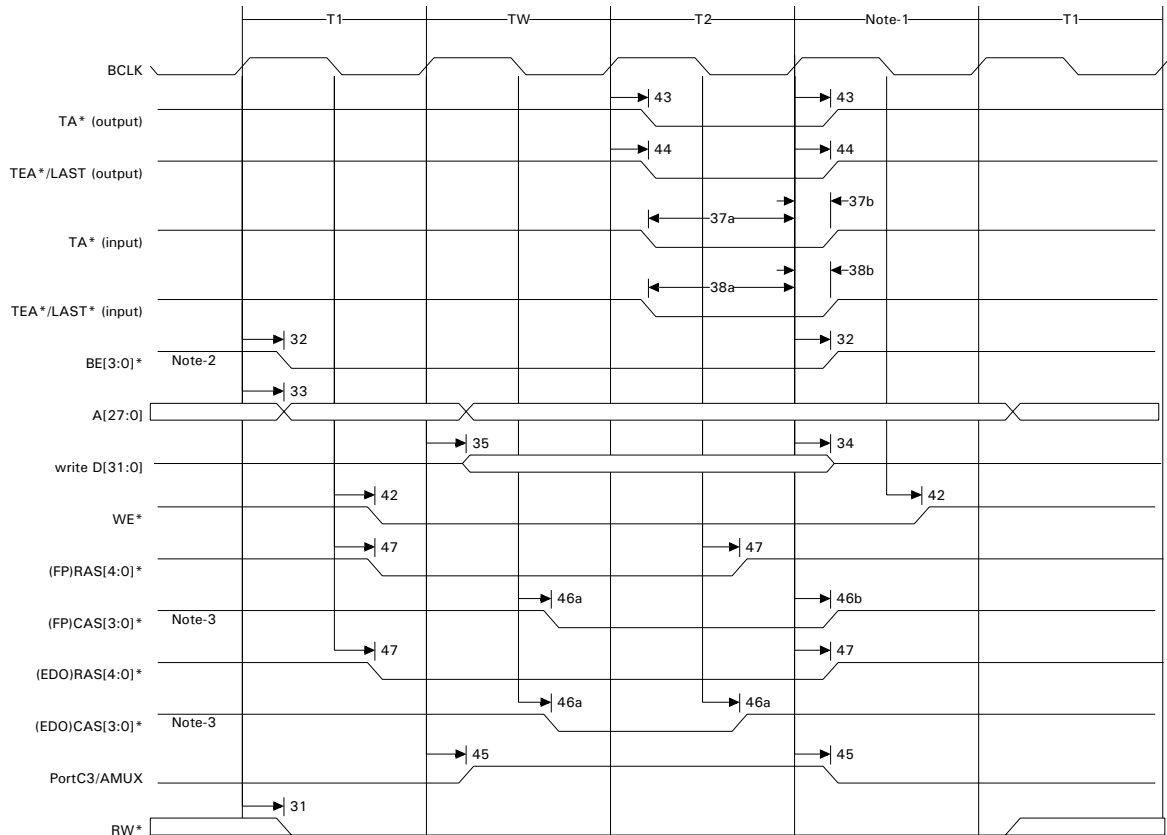 T1 TW T2 Note-1 T1
BCLK
43 43
TA* (output)
44 44
TEA*/LAST (output)
37b
37a
TA* (input)
38b
38a
TEA*/LAST* (input)
32 32
BE[3:0]* Note-2
33
A[27:0]
35 34
write D[31:0]
42 42
WE*
47 47
(FP)RAS[4:0]*
46a 46b
(FP)CAS[3:0]* Note-3
47 47
(EDO)RAS[4:0]*
46a 46a
(EDO)CAS[3:0]* Note-3
45 45
PortC3/AMUX
31
RW*